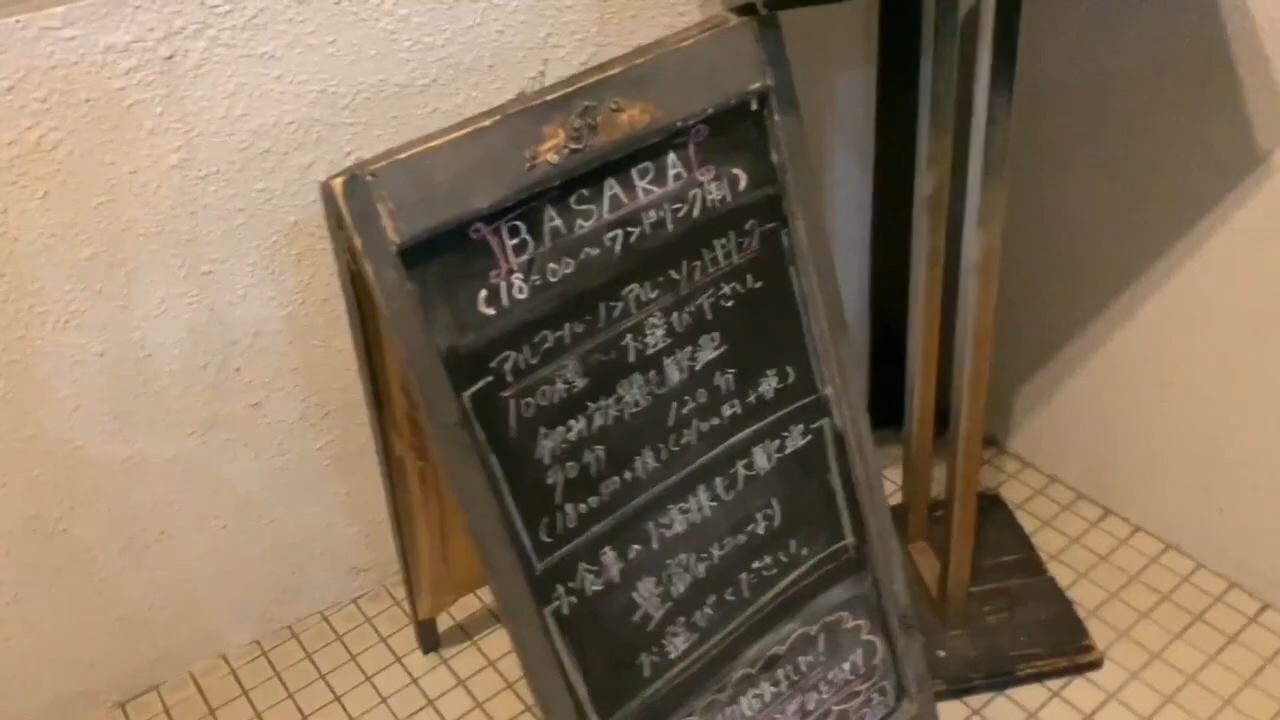 BASARA
(18:00〜ワンドリンク制)
アルコール・ノンアル・ソフトドリンク
100種〜お選び下さい
飲み放題も歓迎
90分 120分
(1800円+税)(2400円+税)
お食事のお客様も大歓迎
豊富なメニューより
お選びください。